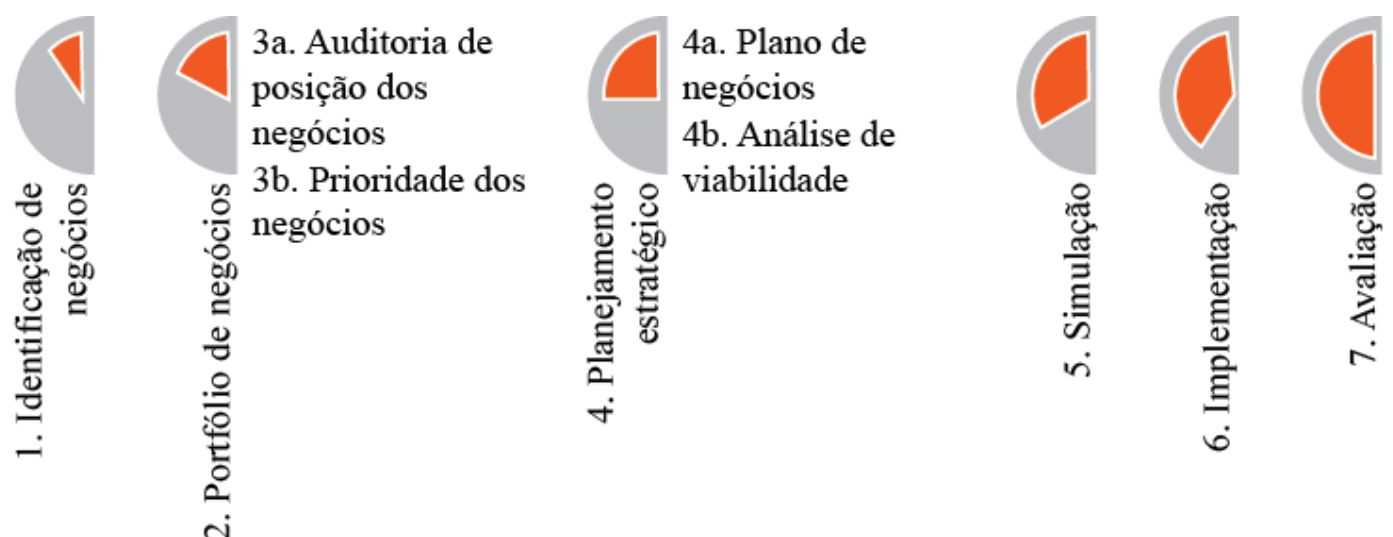 1. Identificação de
negócios
2. Portfólio de negócios
3a. Auditoria de
posição dos
negócios
3b. Prioridade dos
negócios
4. Planejamento
estratégico
4a. Plano de
negócios
4b. Análise de
viabilidade
5. Simulação
6. Implementação
7. Avaliação